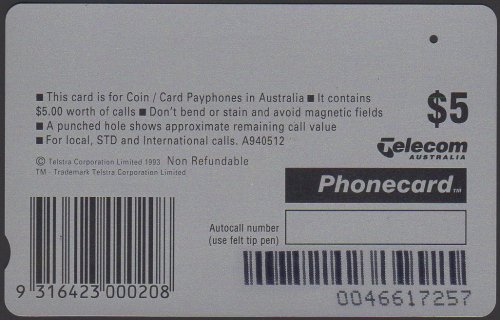 ■ This card is for Coin / Card Payphones in Australia ■ It contains
$5.00 worth of calls ■ Don't bend or stain and avoid magnetic fields
■ A punched hole shows approximate remaining call value
■ For local, STD and International calls. A940512
$5
Telecom
AUSTRALIA
© Telstra Corporation Limited 1993 Non Refundable
TM - Trademark Telstra Corporation Limited
Phonecard TM
Autocall number
(use felt tip pen)
9 316423 000208
0046617257